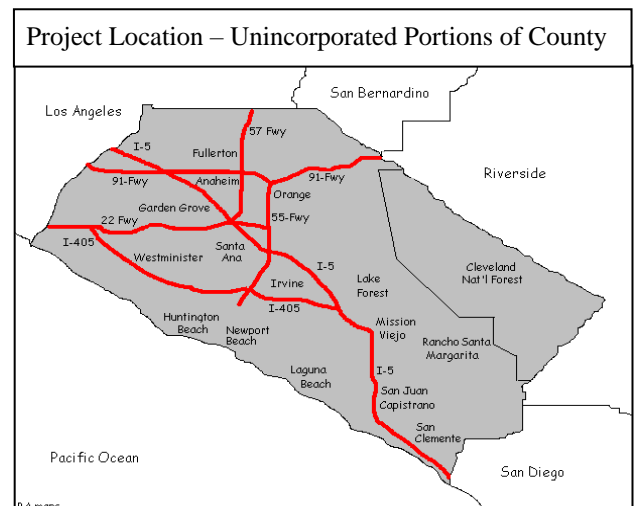 Project Location – Unincorporated Portions of County
San Bernardino
Los Angeles
57 Fwy
I-5
Fullerton
Riverside
91-Fwy
Anaheim
91-Fwy
Orange
Garden Grove
55-Fwy
22 Fwy
I-405
Westminister
Santa
Ana
I-5
Cleveland
Nat'l Forest
Irvine
Lake
Forest
I-405
Huntington
Beach
Newport
Beach
Mission
Viejo
Rancho Santa
Margarita
Laguna
Beach
I-5
San Juan
Capistrano
San
Clemente
Pacific Ocean
San Diego